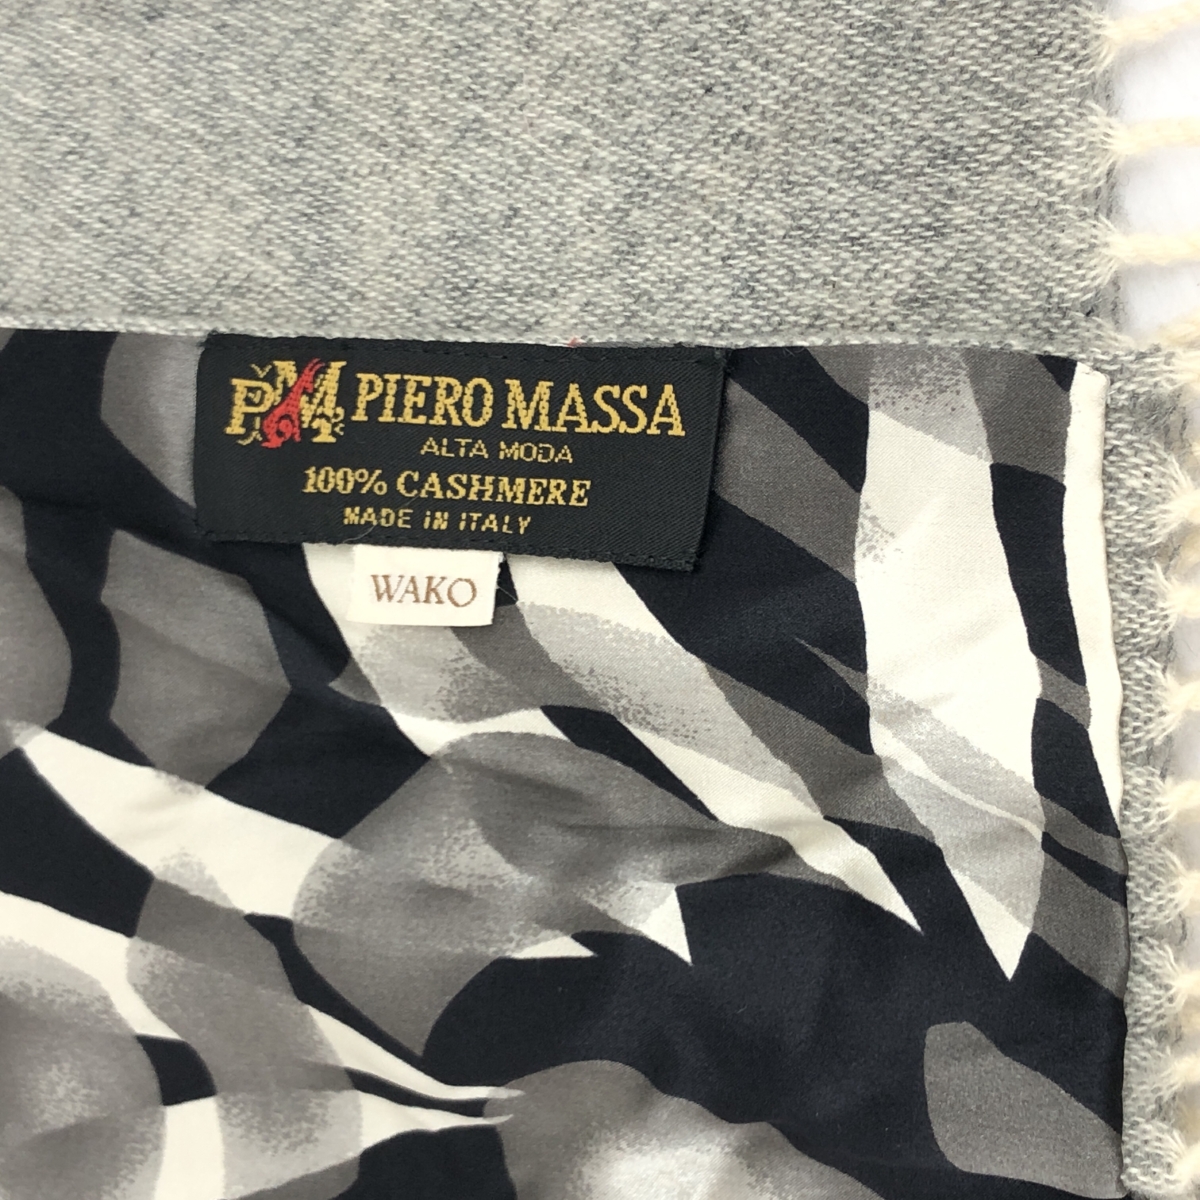 PM PIERO MASSA
ALTA MODA
100% CASHMERE
MADE IN ITALY
WAKO